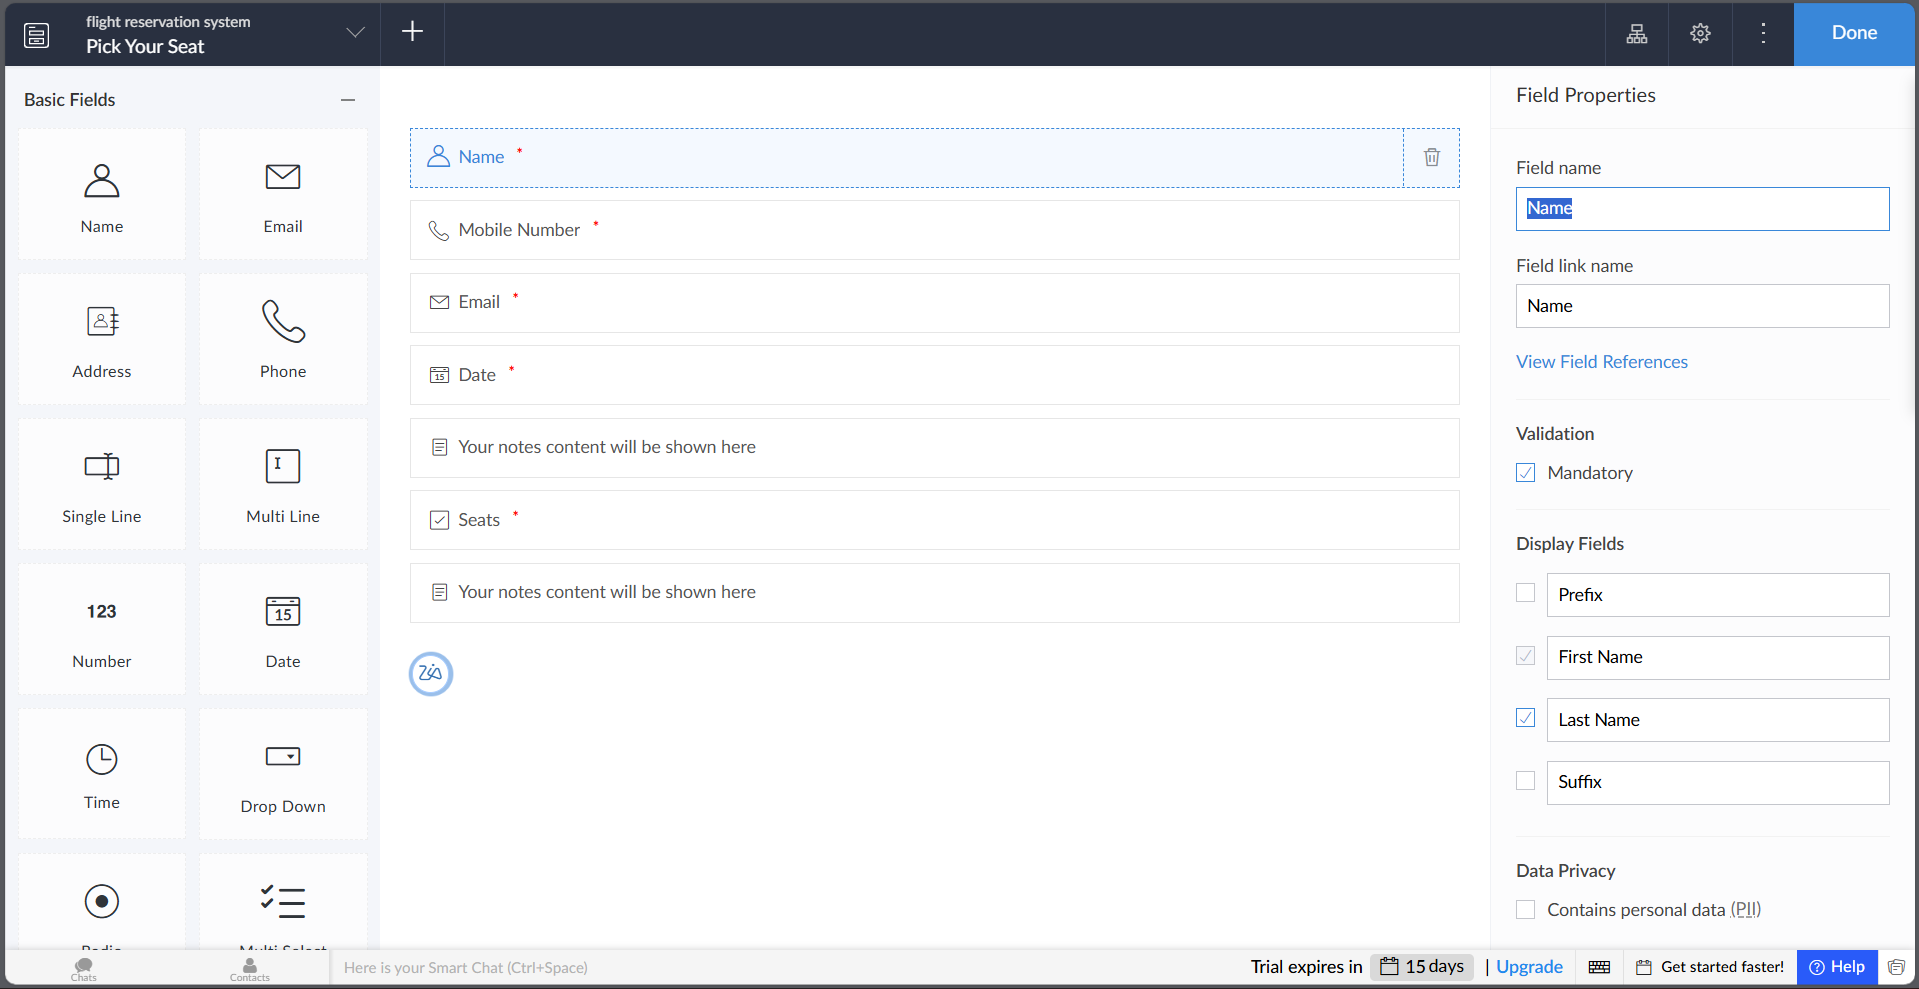 flight reservation system
Pick Your Seat
Done
Basic Fields
Name
Email
Address
Phone
Single Line
Multi Line
123
Number
15
Date
Time
Drop Down
Radio
Multi Select
Name *
Mobile Number *
Email *
15 Date *
Your notes content will be shown here
Seats *
Your notes content will be shown here
Zia
Field Properties
Field name
Name
Field link name
Name
View Field References
Validation
Mandatory
Display Fields
Prefix
First Name
Last Name
Suffix
Data Privacy
Contains personal data (PII)
Chats
Contacts
Here is your Smart Chat (Ctrl+Space)
Trial expires in 15 days | Upgrade
Get started faster!
Help